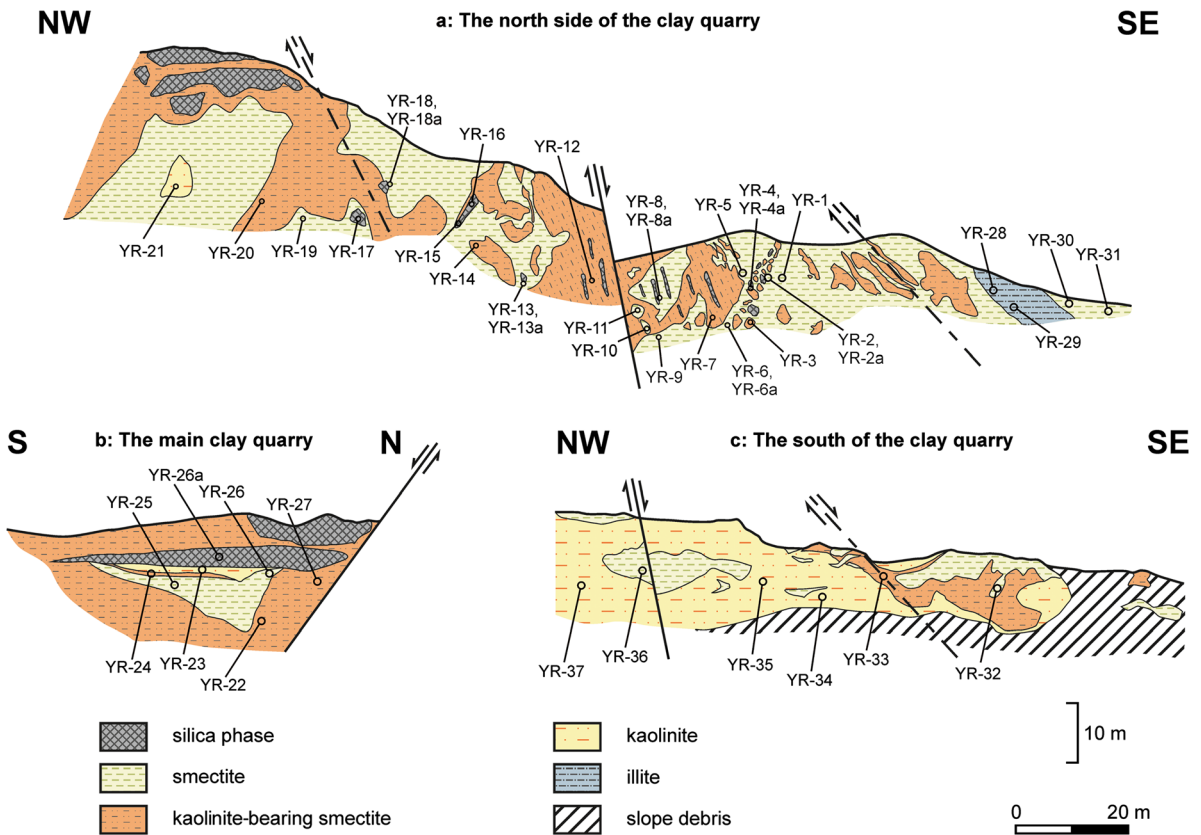 NW
a: The north side of the clay quarry
SE
YR-18,
YR-18a
YR-16
YR-12
YR-8,
YR-8a
YR-5
YR-4,
YR-4a
YR-1
YR-28
YR-30
YR-31
YR-21
YR-20
YR-19
YR-17
YR-15
YR-14
YR-13,
YR-13a
YR-11
YR-10
YR-9
YR-7
YR-6,
YR-6a
YR-3
YR-2,
YR-2a
YR-29
S
b: The main clay quarry
N
YR-26a
YR-25
YR-26
YR-27
YR-24
YR-23
YR-22
NW
c: The south of the clay quarry
SE
YR-37
YR-36
YR-35
YR-34
YR-33
YR-32
silica phase
smectite
kaolinite-bearing smectite
kaolinite
illite
slope debris
10 m
0
20 m